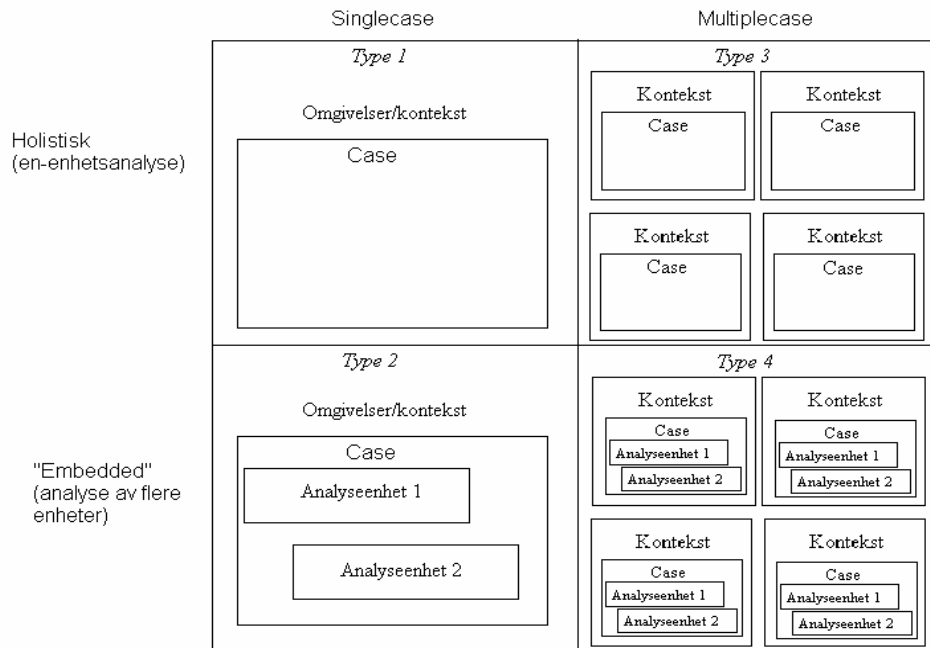 Singlecase
Multiplecase
Holistisk
(en-enhetsanalyse)
Type 1
Omgivelser/kontekst
Case
Type 3
Kontekst
Case
Kontekst
Case
Kontekst
Case
Kontekst
Case
"Embedded"
(analyse av flere
enheter)
Type 2
Omgivelser/kontekst
Case
Analyseenhet 1
Analyseenhet 2
Type 4
Kontekst
Case
Analyseenhet 1
Analyseenhet 2
Kontekst
Case
Analyseenhet 1
Analyseenhet 2
Kontekst
Case
Analyseenhet 1
Analyseenhet 2
Kontekst
Case
Analyseenhet 1
Analyseenhet 2